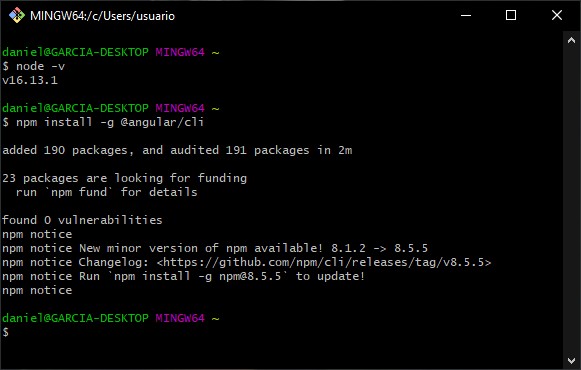 MINGW64:/c/Users/usuario
daniel@GARCIA-DESKTOP MINGW64 ~
$ node -v
v16.13.1
daniel@GARCIA-DESKTOP MINGW64 ~
$ npm install -g @angular/cli
added 190 packages, and audited 191 packages in 2m
23 packages are looking for funding
  run `npm fund` for details
found 0 vulnerabilities
npm notice
npm notice New minor version of npm available! 8.1.2 -> 8.5.5
npm notice Changelog: <https://github.com/npm/cli/releases/tag/v8.5.5>
npm notice Run `npm install -g npm@8.5.5` to update!
npm notice
daniel@GARCIA-DESKTOP MINGW64 ~
$